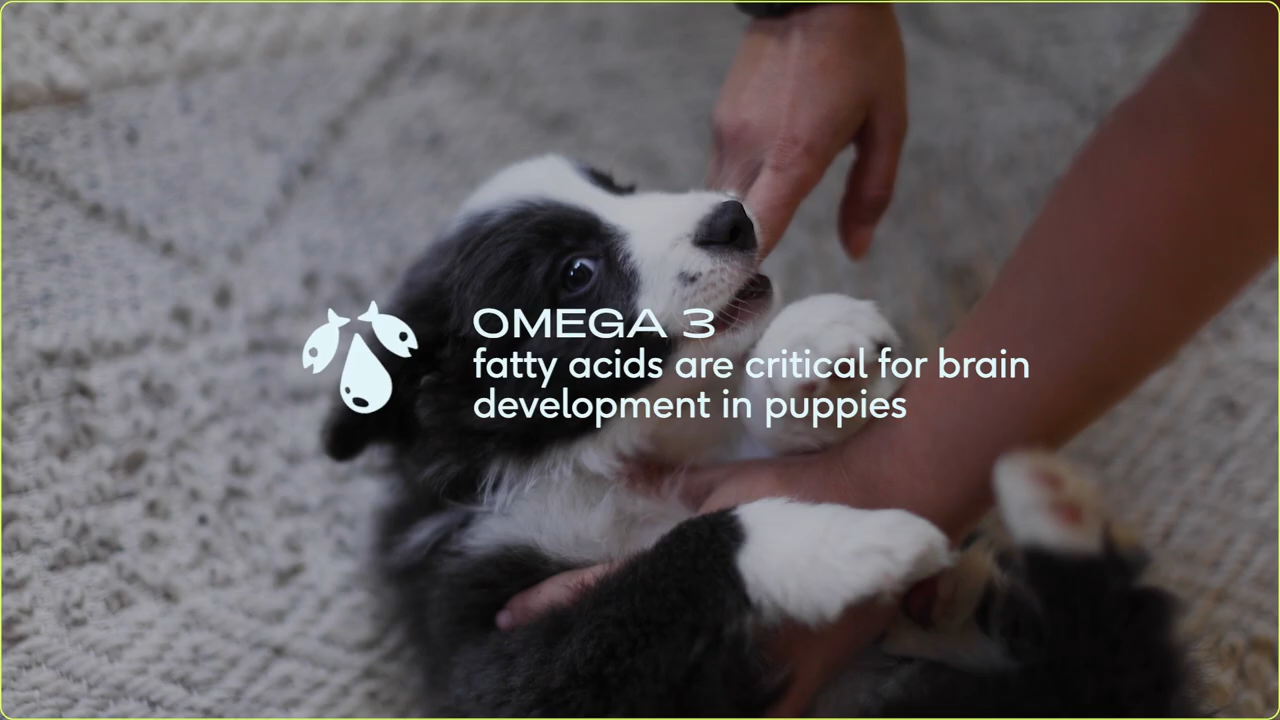 OMEGA 3
fatty acids are critical for brain
development in puppies